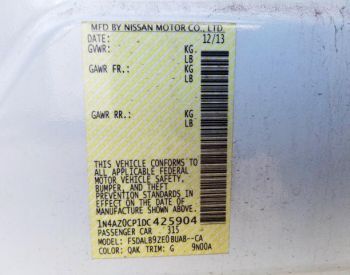 MFD BY NISSAN MOTOR CO., LTD.
DATE: 12/13
GVWR: KG
LB
GAWR FR.: KG
LB
GAWR RR.: KG
LB
THIS VEHICLE CONFORMS TO
ALL APPLICABLE FEDERAL
MOTOR VEHICLE SAFETY,
BUMPER, AND THEFT
PREVENTION STANDARDS IN
EFFECT ON THE DATE OF
MANUFACTURE SHOWN ABOVE.
1N4AZ0CP1DC425904
PASSENGER CAR 315
MODEL: FSDALB9ZE0BUAB--CA
COLOR: QAK TRIM: G 9N00A